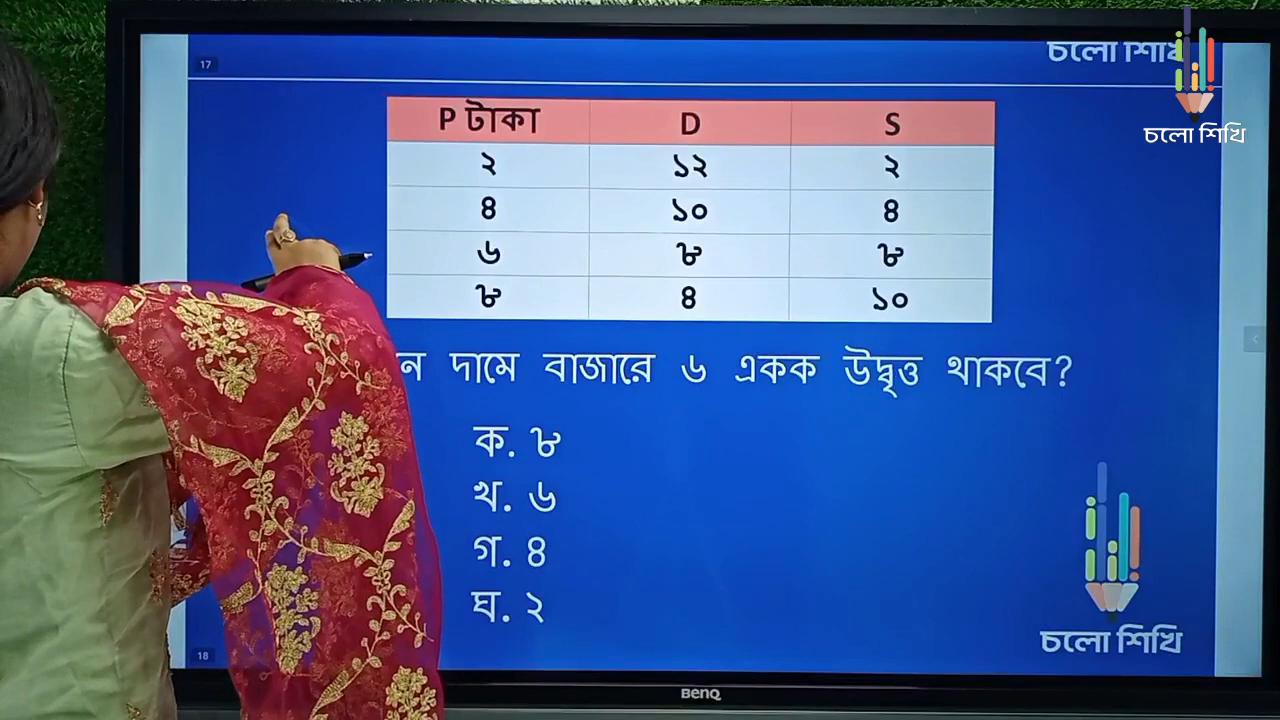 17
চলো শিখি
চলো শিখি
P টাকা D S
২ ১২ ২
৪ ১০ ৪
৬ ৮ ৮
৮ ৪ ১০
ন দামে বাজারে ৬ একক উদ্বৃত্ত থাকবে?
ক. ৮
খ. ৬
গ. ৪
ঘ. ২
চলো শিখি
18
BenQ